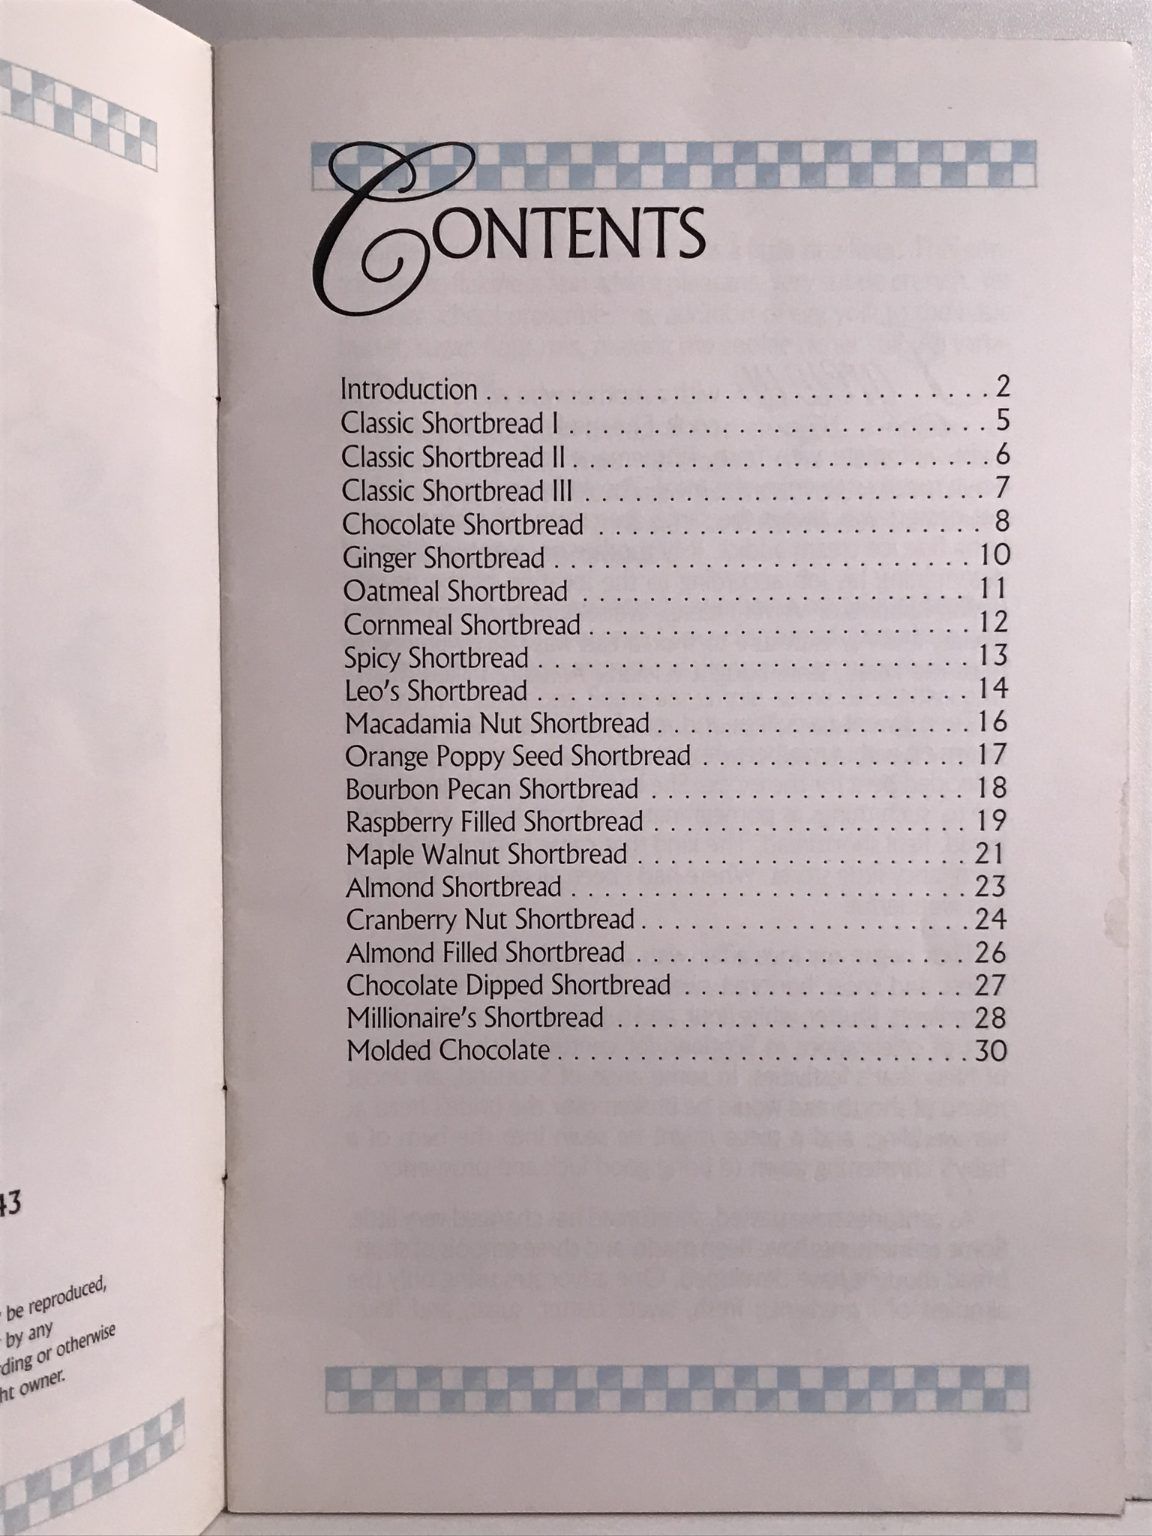 43
be reproduced,
by any
or otherwise
owner.
CONTENTS
Introduction . . . . . . . . . . . . . . . . . . . . . . . . . . . . . . 2
Classic Shortbread I . . . . . . . . . . . . . . . . . . . . . . . . 5
Classic Shortbread II . . . . . . . . . . . . . . . . . . . . . . . . 6
Classic Shortbread III . . . . . . . . . . . . . . . . . . . . . . . 7
Chocolate Shortbread . . . . . . . . . . . . . . . . . . . . . . . 8
Ginger Shortbread . . . . . . . . . . . . . . . . . . . . . . . . . 10
Oatmeal Shortbread . . . . . . . . . . . . . . . . . . . . . . . 11
Cornmeal Shortbread . . . . . . . . . . . . . . . . . . . . . . 12
Spicy Shortbread . . . . . . . . . . . . . . . . . . . . . . . . . 13
Leo's Shortbread . . . . . . . . . . . . . . . . . . . . . . . . . 14
Macadamia Nut Shortbread . . . . . . . . . . . . . . . . . . 16
Orange Poppy Seed Shortbread . . . . . . . . . . . . . . . . 17
Bourbon Pecan Shortbread . . . . . . . . . . . . . . . . . . . 18
Raspberry Filled Shortbread . . . . . . . . . . . . . . . . . . 19
Maple Walnut Shortbread . . . . . . . . . . . . . . . . . . . 21
Almond Shortbread . . . . . . . . . . . . . . . . . . . . . . . 23
Cranberry Nut Shortbread . . . . . . . . . . . . . . . . . . . 24
Almond Filled Shortbread . . . . . . . . . . . . . . . . . . . 26
Chocolate Dipped Shortbread . . . . . . . . . . . . . . . . . 27
Millionaire's Shortbread . . . . . . . . . . . . . . . . . . . . 28
Molded Chocolate . . . . . . . . . . . . . . . . . . . . . . . . 30